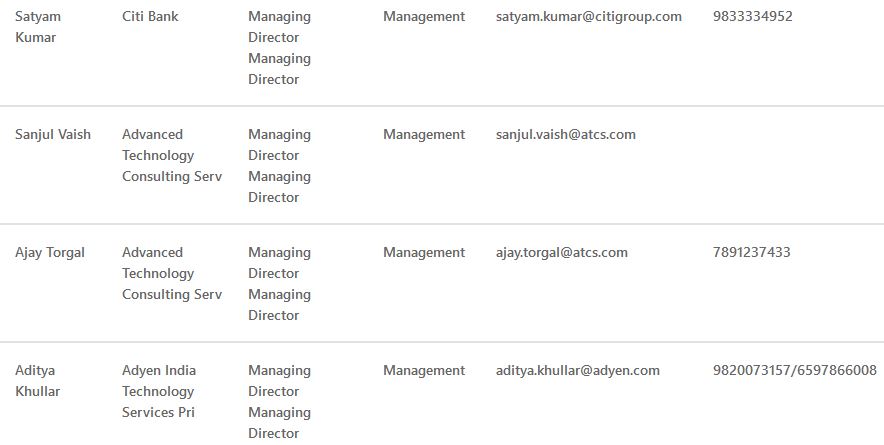 Satyam Citi Bank Managing Management satyam.kumar@citigroup.com 9833334952
Kumar Director
Managing
Director
Sanjul Vaish Advanced Managing Management sanjul.vaish@atcs.com
Technology Director
Consulting Serv Managing
Director
Ajay Torgal Advanced Managing Management ajay.torgal@atcs.com 7891237433
Technology Director
Consulting Serv Managing
Director
Aditya Adyen India Managing Management aditya.khullar@adyen.com 9820073157/6597866008
Khullar Technology Director
Services Pri Managing
Director